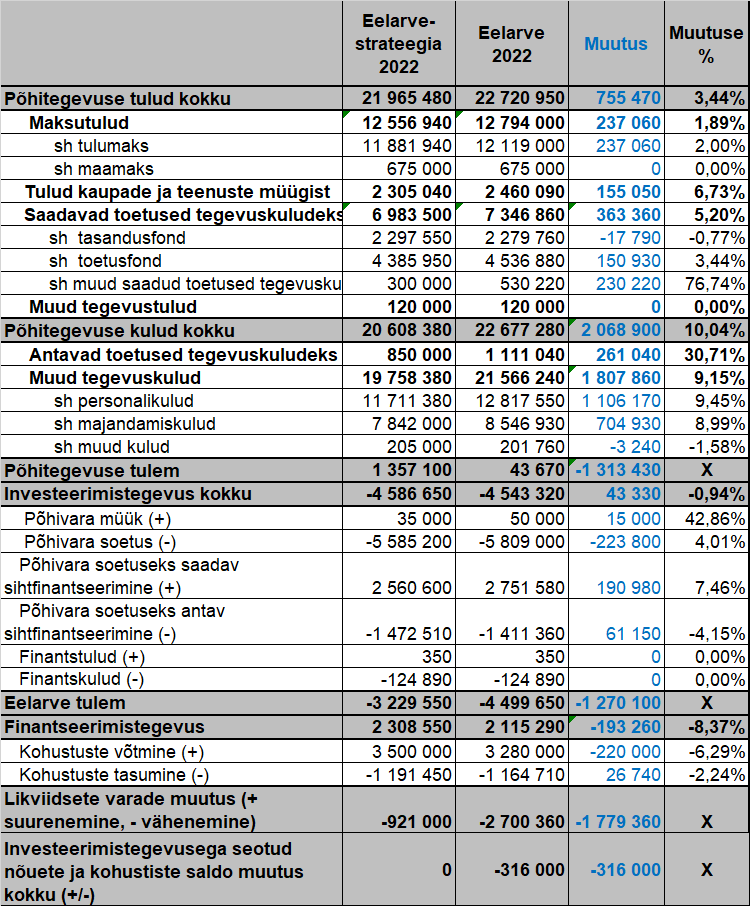 Eelarve-
strateegia
2022 Eelarve
2022 Muutus Muutuse
%
Põhitegevuse tulud kokku 21 965 480 22 720 950 755 470 3,44%
Maksutulud 12 556 940 12 794 000 237 060 1,89%
sh tulumaks 11 881 940 12 119 000 237 060 2,00%
sh maamaks 675 000 675 000 0 0,00%
Tulud kaupade ja teenuste müügist 2 305 040 2 460 090 155 050 6,73%
Saadavad toetused tegevuskuludeks 6 983 500 7 346 860 363 360 5,20%
sh tasandusfond 2 297 550 2 279 760 -17 790 -0,77%
sh toetusfond 4 385 950 4 536 880 150 930 3,44%
sh muud saadud toetused tegevusku 300 000 530 220 230 220 76,74%
Muud tegevustulud 120 000 120 000 0 0,00%
Põhitegevuse kulud kokku 20 608 380 22 677 280 2 068 900 10,04%
Antavad toetused tegevuskuludeks 850 000 1 111 040 261 040 30,71%
Muud tegevuskulud 19 758 380 21 566 240 1 807 860 9,15%
sh personalikulud 11 711 380 12 817 550 1 106 170 9,45%
sh majandamiskulud 7 842 000 8 546 930 704 930 8,99%
sh muud kulud 205 000 201 760 -3 240 -1,58%
Põhitegevuse tulem 1 357 100 43 670 -1 313 430 X
Investeerimistegevus kokku -4 586 650 -4 543 320 43 330 -0,94%
Põhivara müük (+) 35 000 50 000 15 000 42,86%
Põhivara soetus (-) -5 585 200 -5 809 000 -223 800 4,01%
Põhivara soetuseks saadav
sihtfinantseerimine (+) 2 560 600 2 751 580 190 980 7,46%
Põhivara soetuseks antav
sihtfinantseerimine (-) -1 472 510 -1 411 360 61 150 -4,15%
Finantstulud (+) 350 350 0 0,00%
Finantskulud (-) -124 890 -124 890 0 0,00%
Eelarve tulem -3 229 550 -4 499 650 -1 270 100 X
Finantseerimistegevus 2 308 550 2 115 290 -193 260 -8,37%
Kohustuste võtmine (+) 3 500 000 3 280 000 -220 000 -6,29%
Kohustuste tasumine (-) -1 191 450 -1 164 710 26 740 -2,24%
Likviidsete varade muutus (+
suurenemine, - vähenemine) -921 000 -2 700 360 -1 779 360 X
Investeerimistegevusega seotud
nõuete ja kohustiste saldo muutus
kokku (+/-) 0 -316 000 -316 000 X